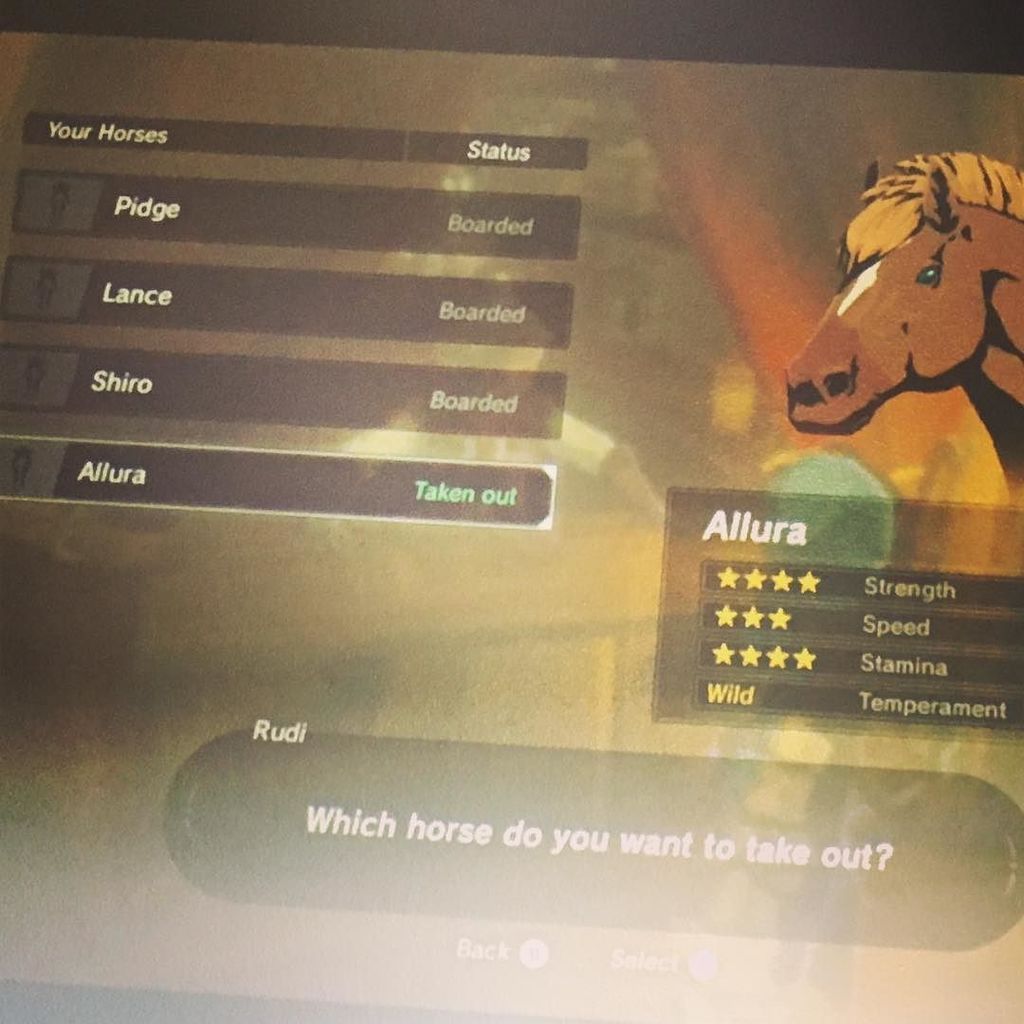 Your Horses Status
Pidge Boarded
Lance Boarded
Shiro Boarded
Allura Taken out
Allura
Strength
Speed
Stamina
Wild Temperament
Rudi
Which horse do you want to take out?
Back Select